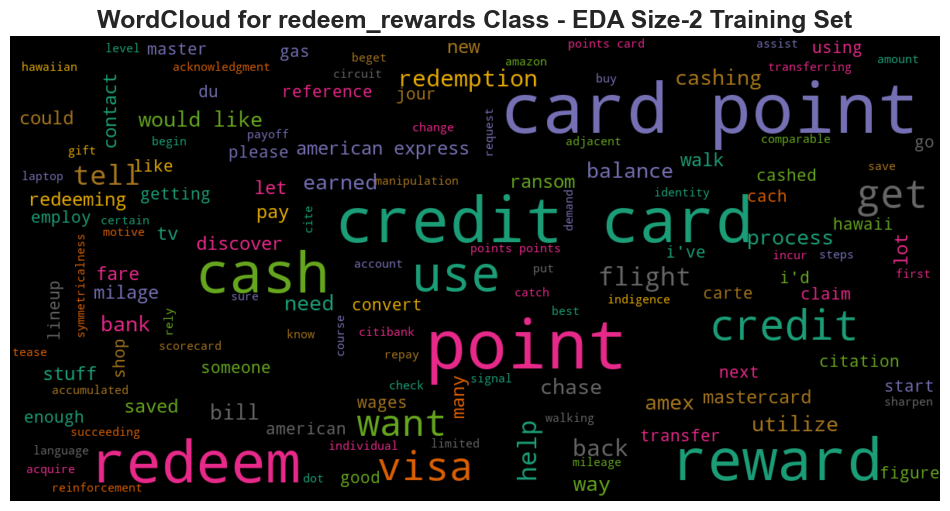 WordCloud for redeem_rewards Class - EDA Size-2 Training Set
level master gas beget new points card assist using
hawaiian acknowledgment circuit redemption amazon cashing transferring amount
contact du reference jour buy card point
could would like change request adjacent comparable go
gift begin payoff please american express balance walk
laptop tell like let earned manipulation ransom cashed save get
redeeming getting pay cite credit card identity cach hawaii
employ certain tv discover demand process lot
motive symmetricalness fare cash account points points i've incur steps first
milage sure need use put flight i'd
lineup bank rely convert catch indigence carte claim
tease shop scorecard know course citibank point best credit
stuff someone repay next citation
accumulated saved check many signal chase start
enough bill wages amex mastercard sharpen
succeeding american want walking utilize
language redeem individual limited help back transfer
acquire dot good visa mileage reward figure
reinforcement way